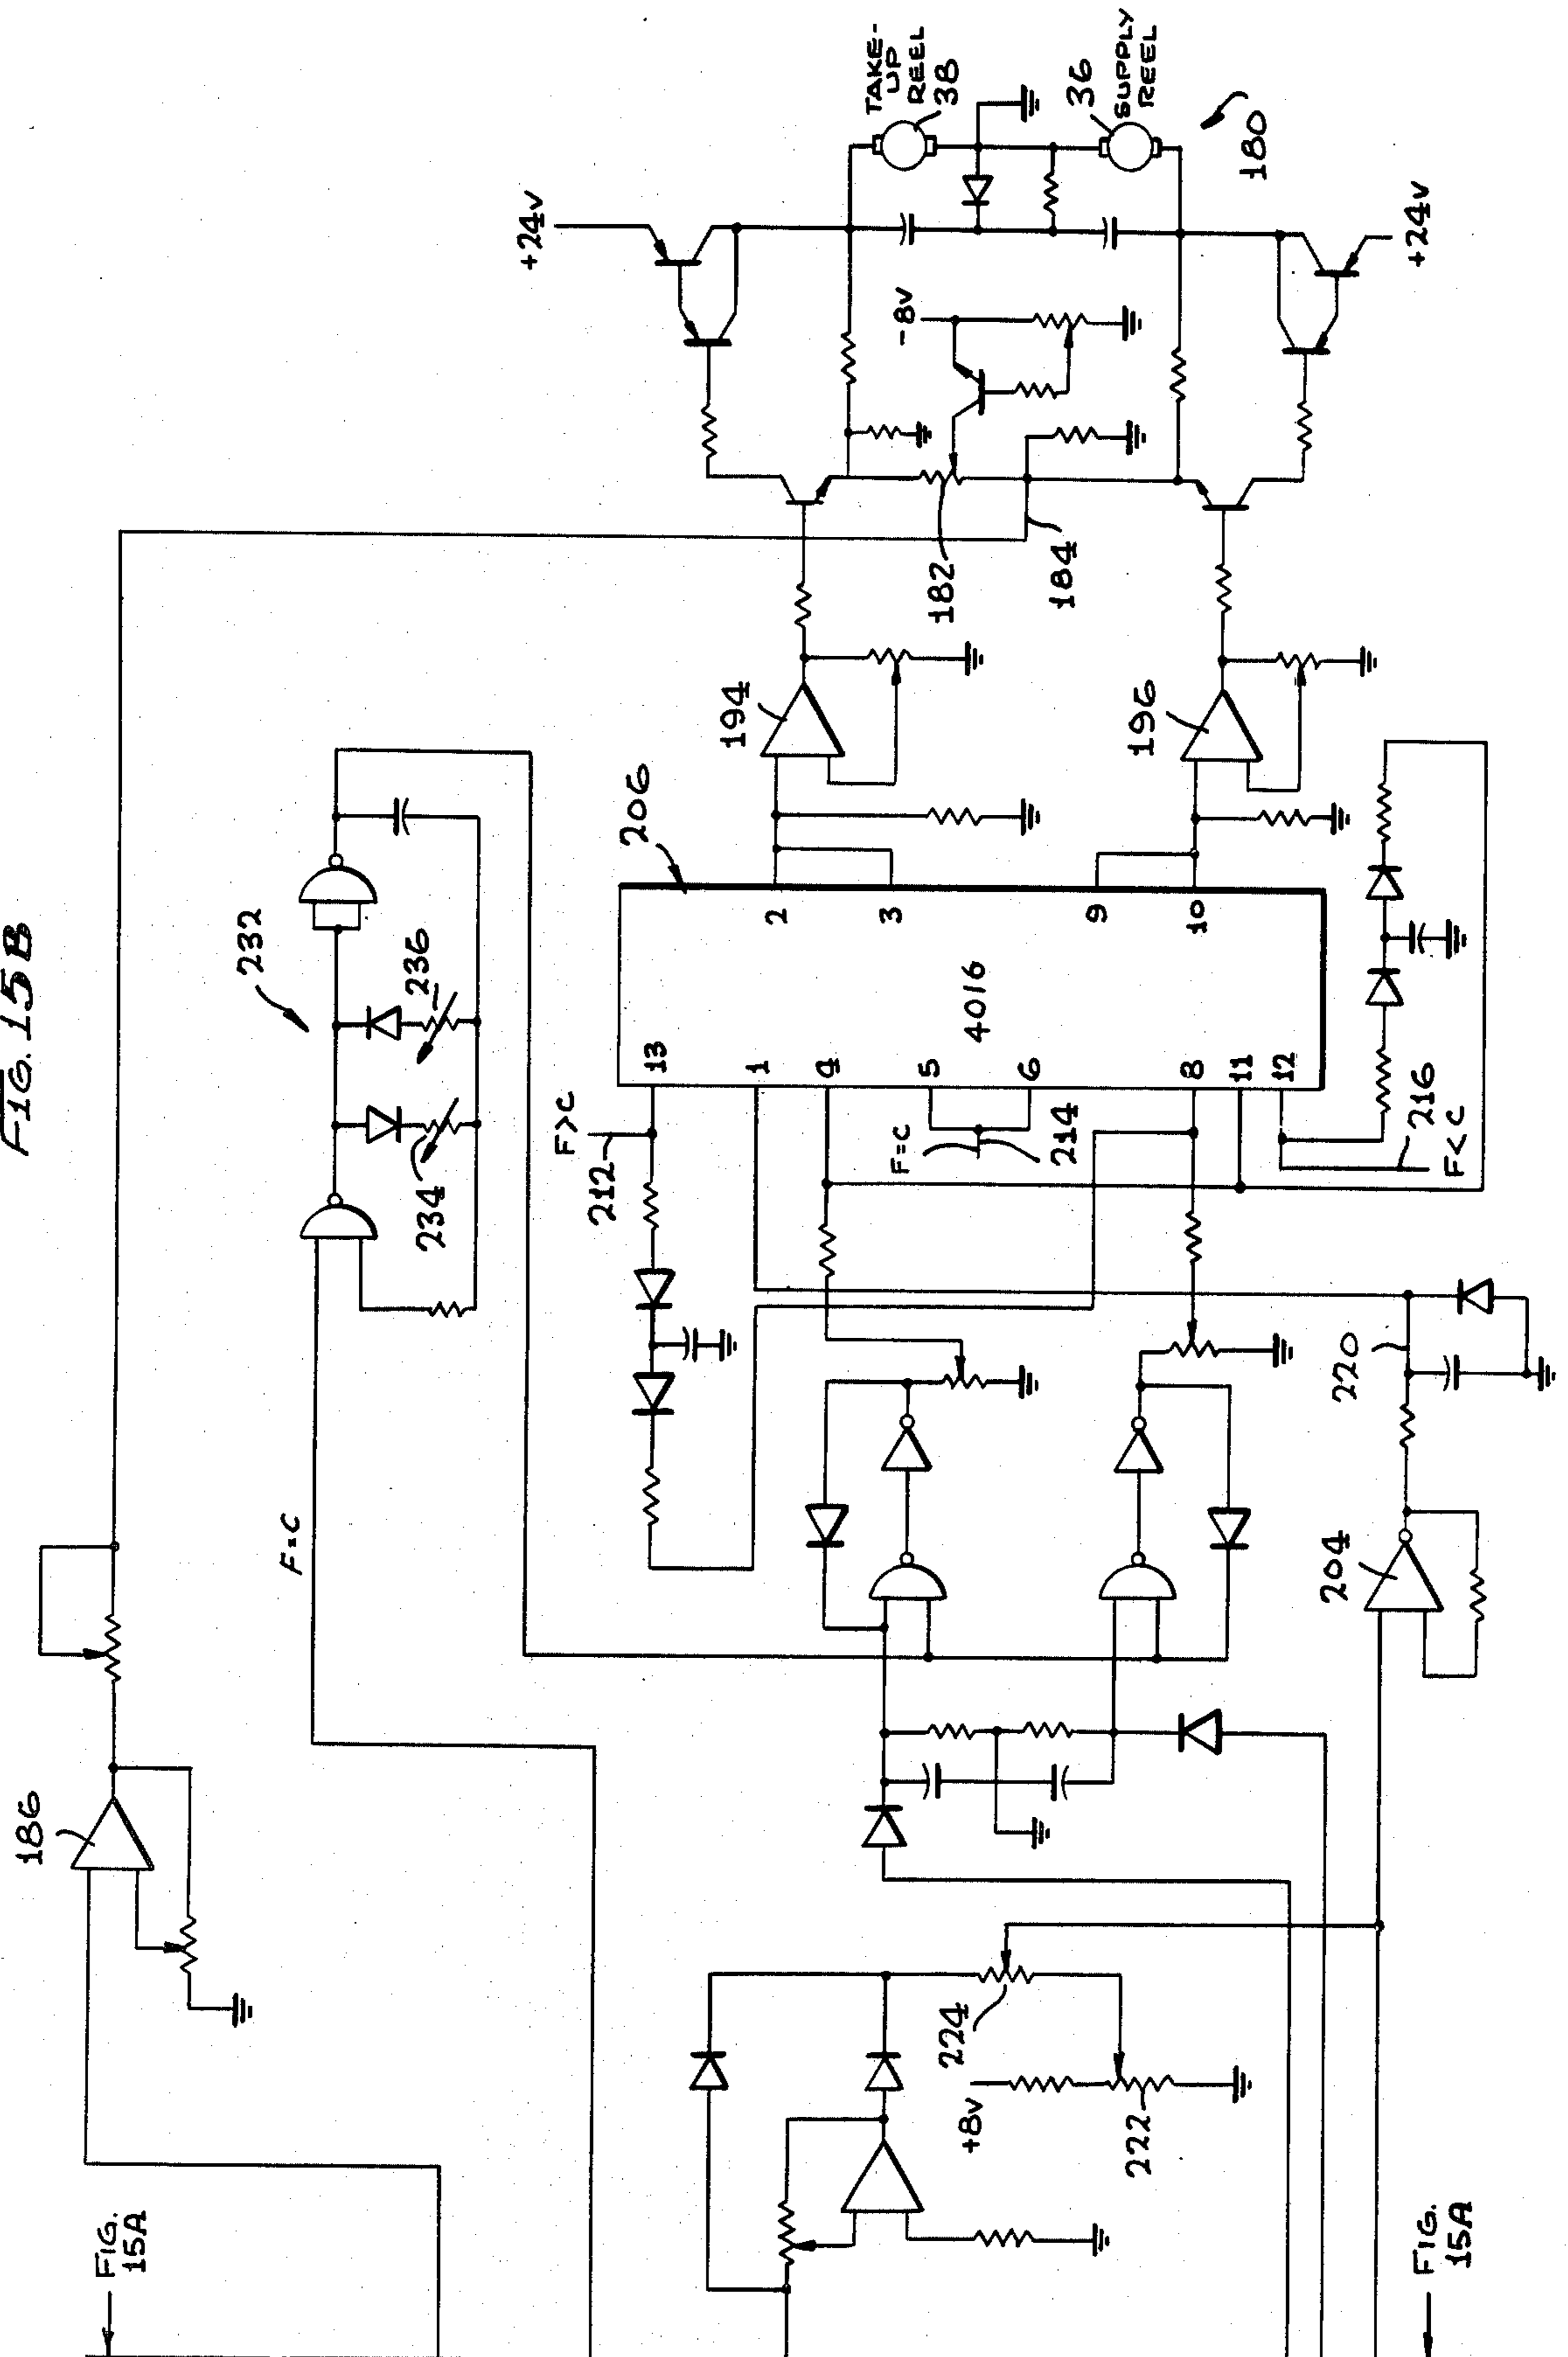 FIG. 15B
TAKE-
UP
REEL
38
36
SUPPLY
REEL
180
+24v
+24v
-8v
182
184
194
196
206
232
236
234
2
3
9
10
4016
13
1
4
5
6
8
11
12
F>C
212
F=C
214
216
F<C
F=C
220
204
186
224
+8v
222
FIG.
15A
FIG.
15A